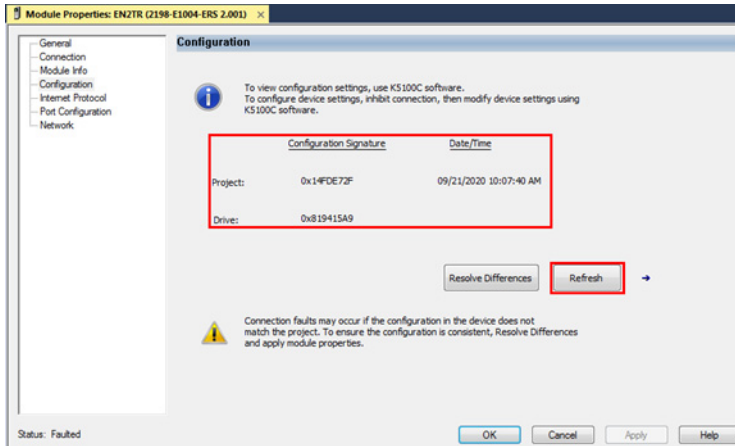 Module Properties: EN2TR (2198-E1004-ERS 2.001) ×
General
Connection
Module Info
Configuration
Internet Protocol
Port Configuration
Network
Configuration
To view configuration settings, use K5100C software.
To configure device settings, inhibit connection, then modify device settings using
K5100C software.
Configuration Signature Date/Time
Project: 0x14FDE72F 09/21/2020 10:07:40 AM
Drive: 0x819415A9
Resolve Differences Refresh
Connection faults may occur if the configuration in the device does not
match the project. To ensure the configuration is consistent, Resolve Differences
and apply module properties.
Status: Faulted
OK Cancel Apply Help